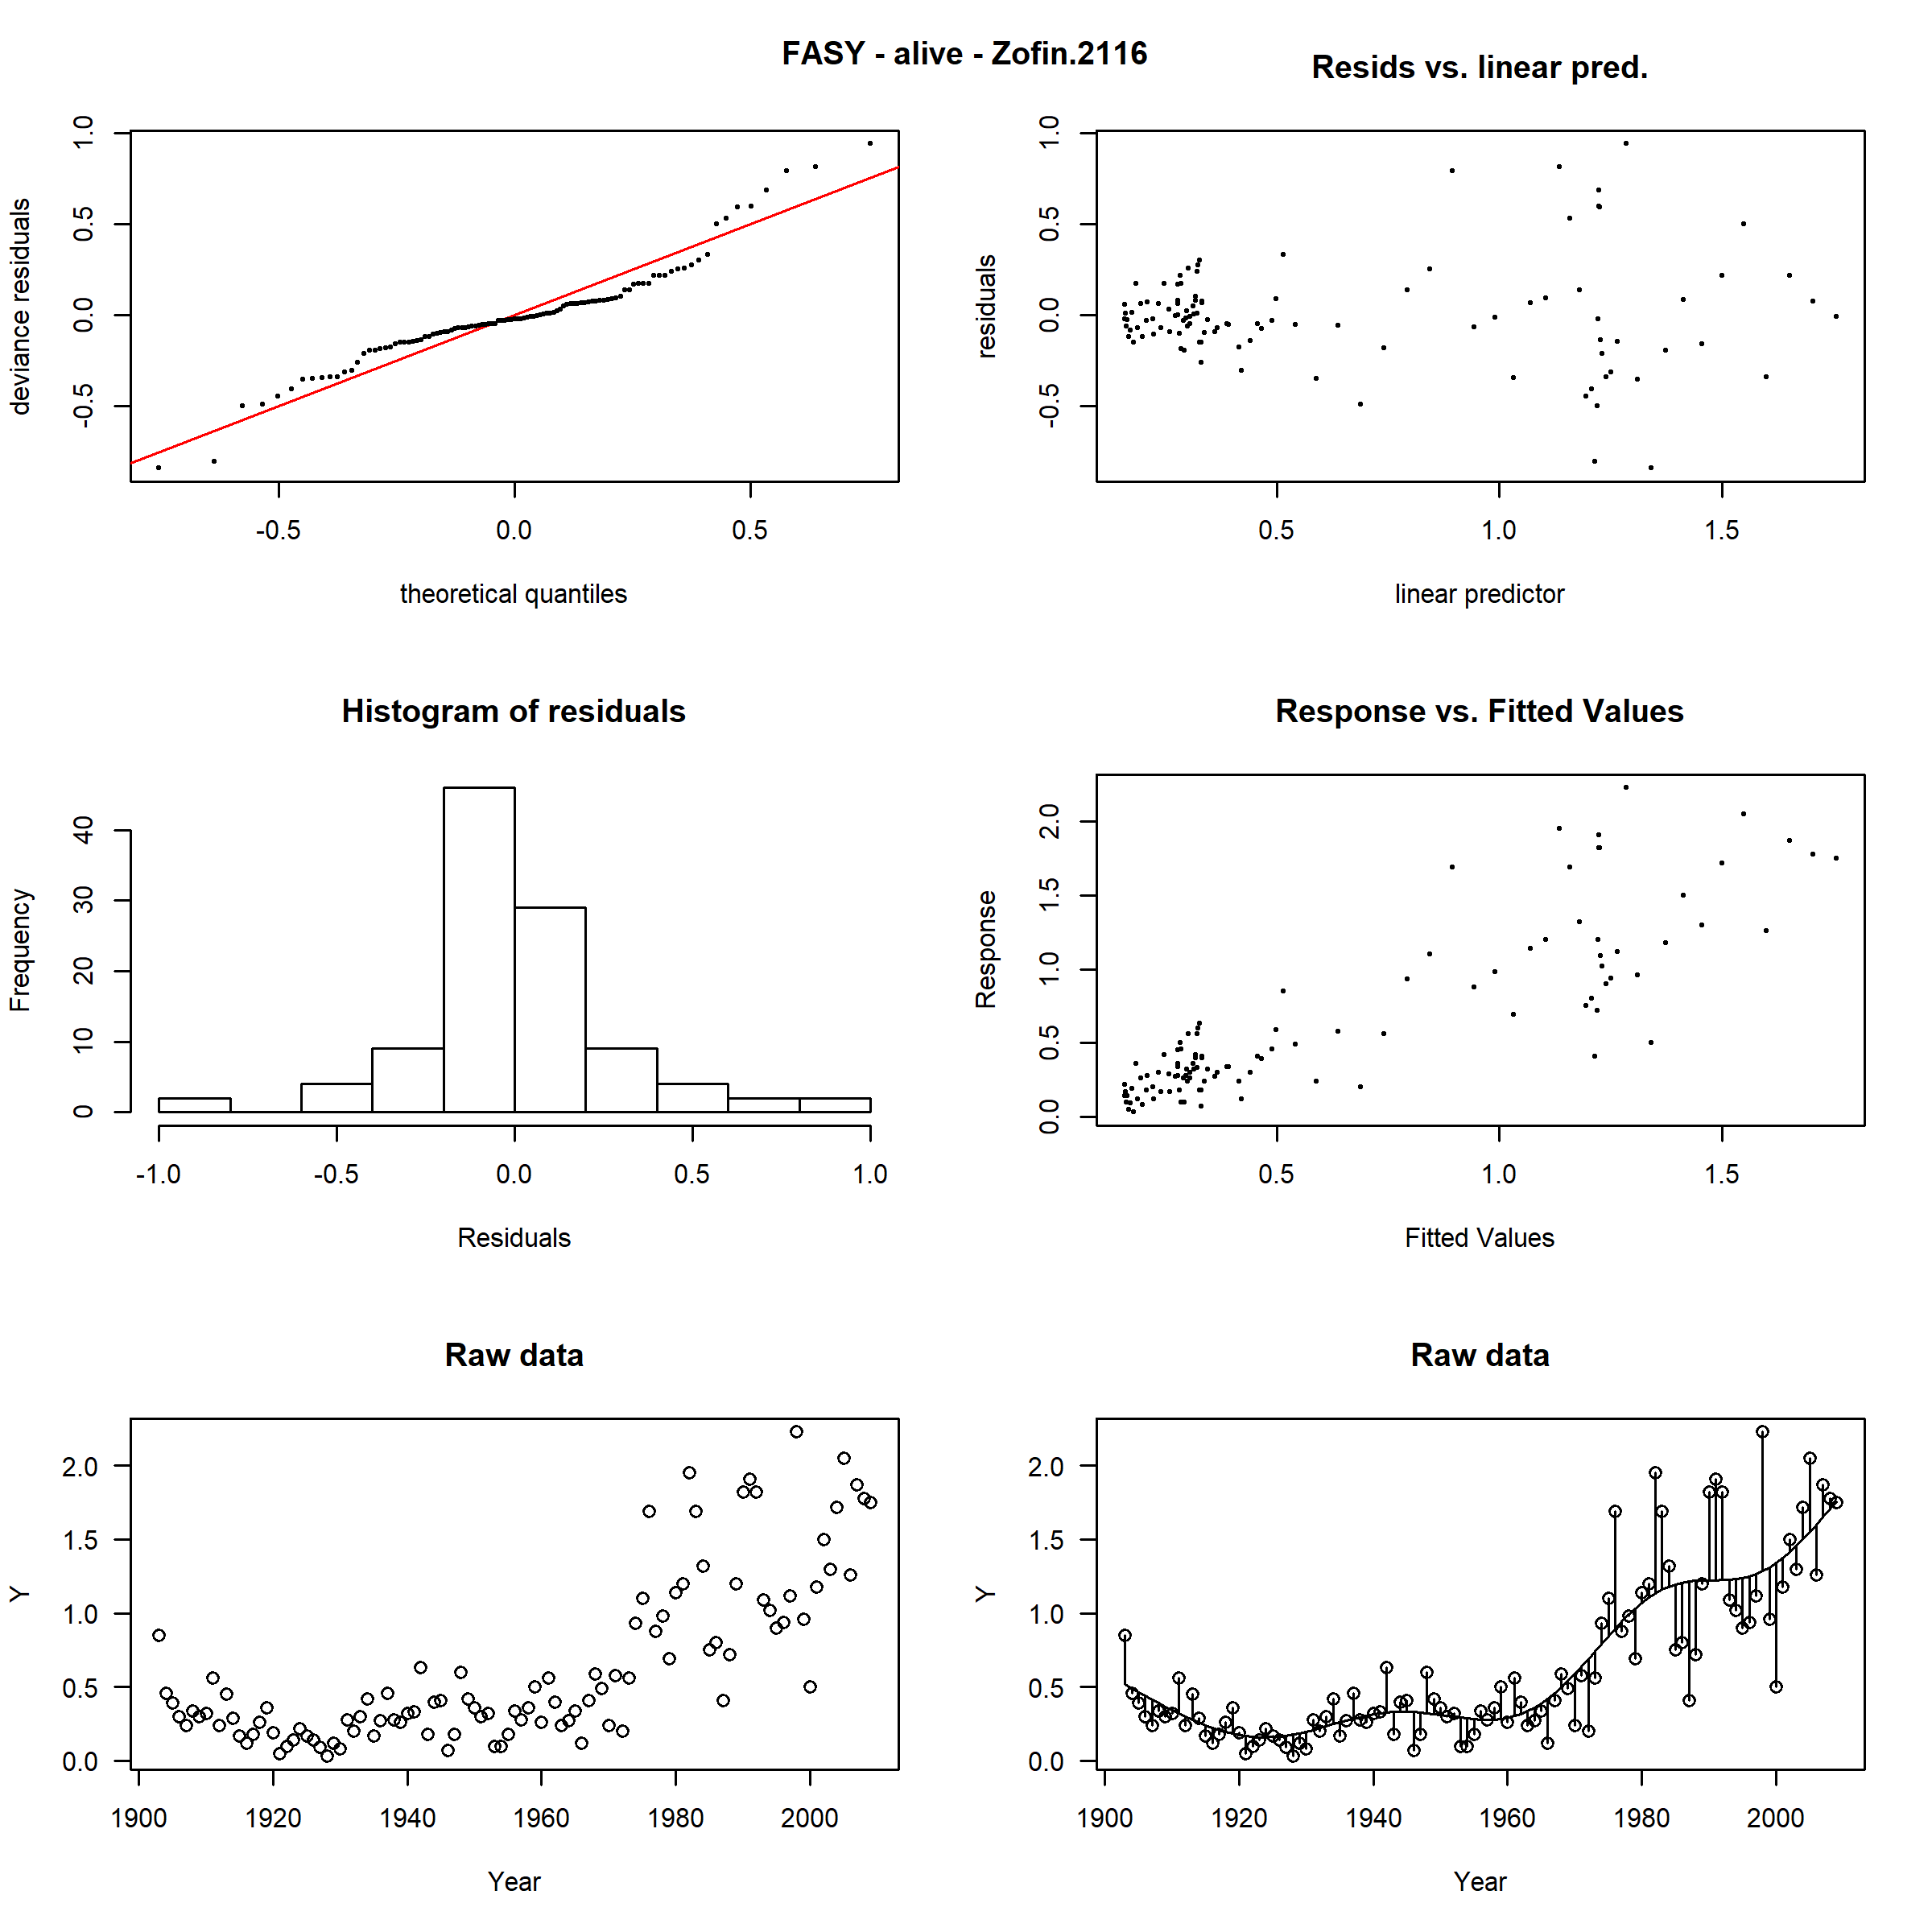 FASY - alive - Zofin.2116
deviance residuals
1.0
0.5
0.0
-0.5
-0.5 0.0 0.5
theoretical quantiles
Resids vs. linear pred.
residuals
1.0
0.5
0.0
-0.5
0.5 1.0 1.5
linear predictor
Histogram of residuals
Frequency
40
30
20
10
0
-1.0 -0.5 0.0 0.5 1.0
Residuals
Response vs. Fitted Values
Response
2.0
1.5
1.0
0.5
0.0
0.5 1.0 1.5
Fitted Values
Raw data
Y
2.0
1.5
1.0
0.5
0.0
1900 1920 1940 1960 1980 2000
Year
Raw data
Y
2.0
1.5
1.0
0.5
0.0
1900 1920 1940 1960 1980 2000
Year